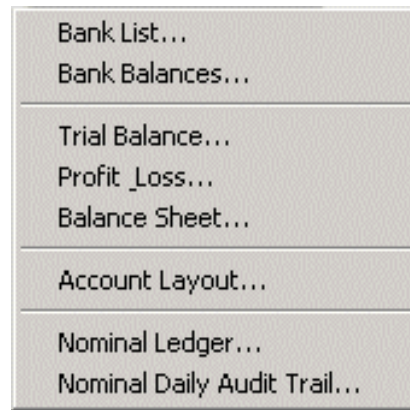 Bank List...
Bank Balances...
Trial Balance...
Profit _Loss...
Balance Sheet...
Account Layout...
Nominal Ledger...
Nominal Daily Audit Trail...